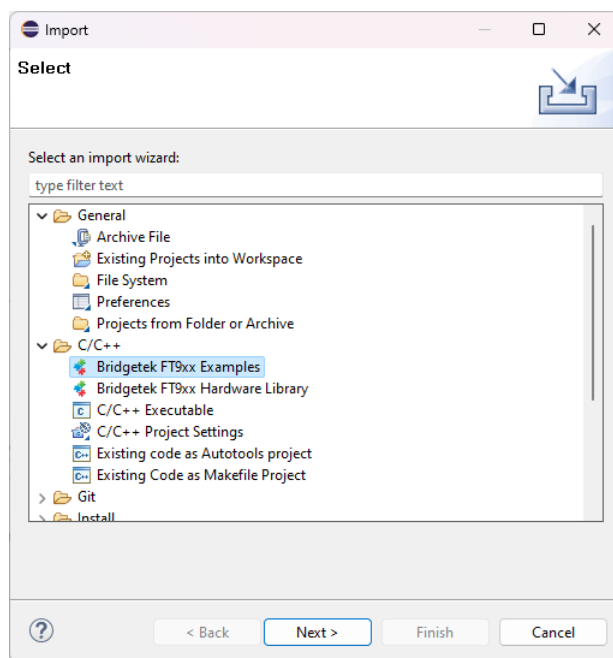 Import
Select
Select an import wizard:
type filter text
General
Archive File
Existing Projects into Workspace
File System
Preferences
Projects from Folder or Archive
C/C++
Bridgetek FT9xx Examples
Bridgetek FT9xx Hardware Library
C/C++ Executable
C/C++ Project Settings
Existing code as Autotools project
Existing Code as Makefile Project
Git
Install
< Back Next > Finish Cancel